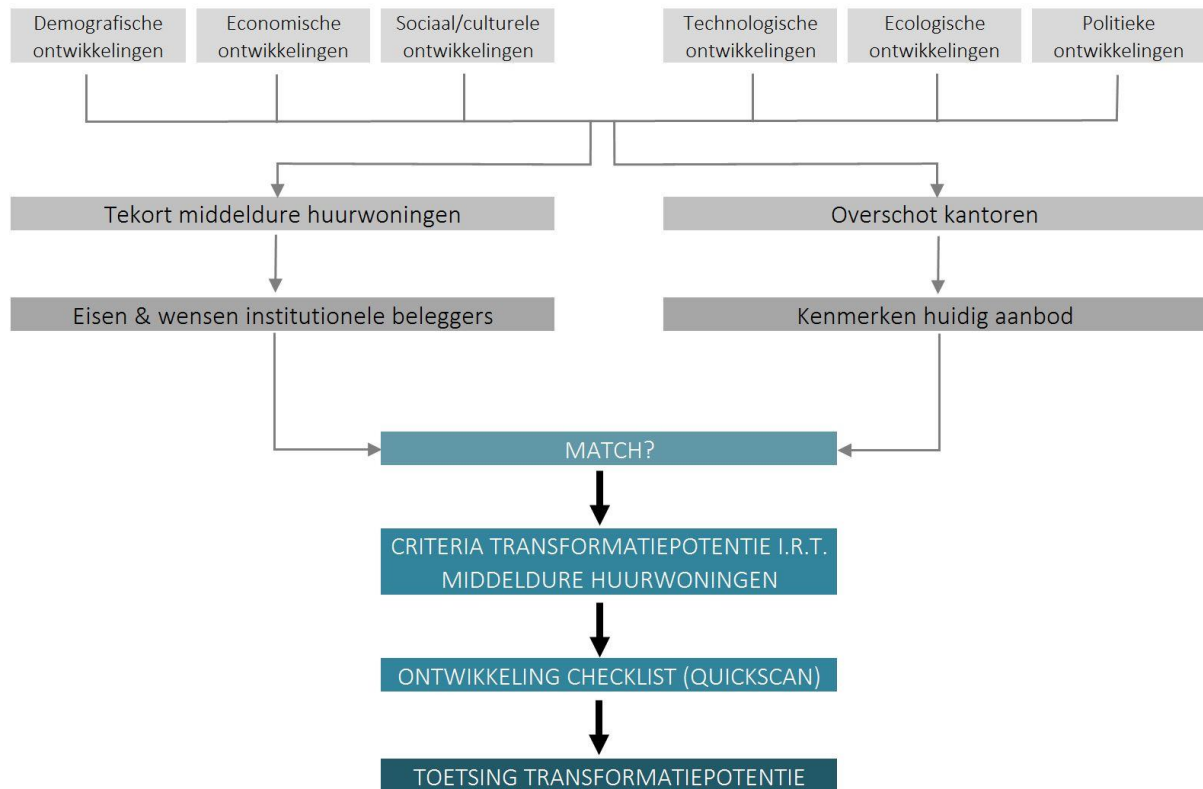 Demografische
ontwikkelingen
Economische
ontwikkelingen
Sociaal/culturele
ontwikkelingen
Technologische
ontwikkelingen
Ecologische
ontwikkelingen
Politieke
ontwikkelingen
Tekort middeldure huurwoningen
Overschot kantoren
Eisen & wensen institutionele beleggers
Kenmerken huidig aanbod
MATCH?
CRITERIA TRANSFORMATIEPOTENTIE I.R.T.
MIDDELDURE HUURWONINGEN
ONTWIKKELING CHECKLIST (QUICKSCAN)
TOETSING TRANSFORMATIEPOTENTIE